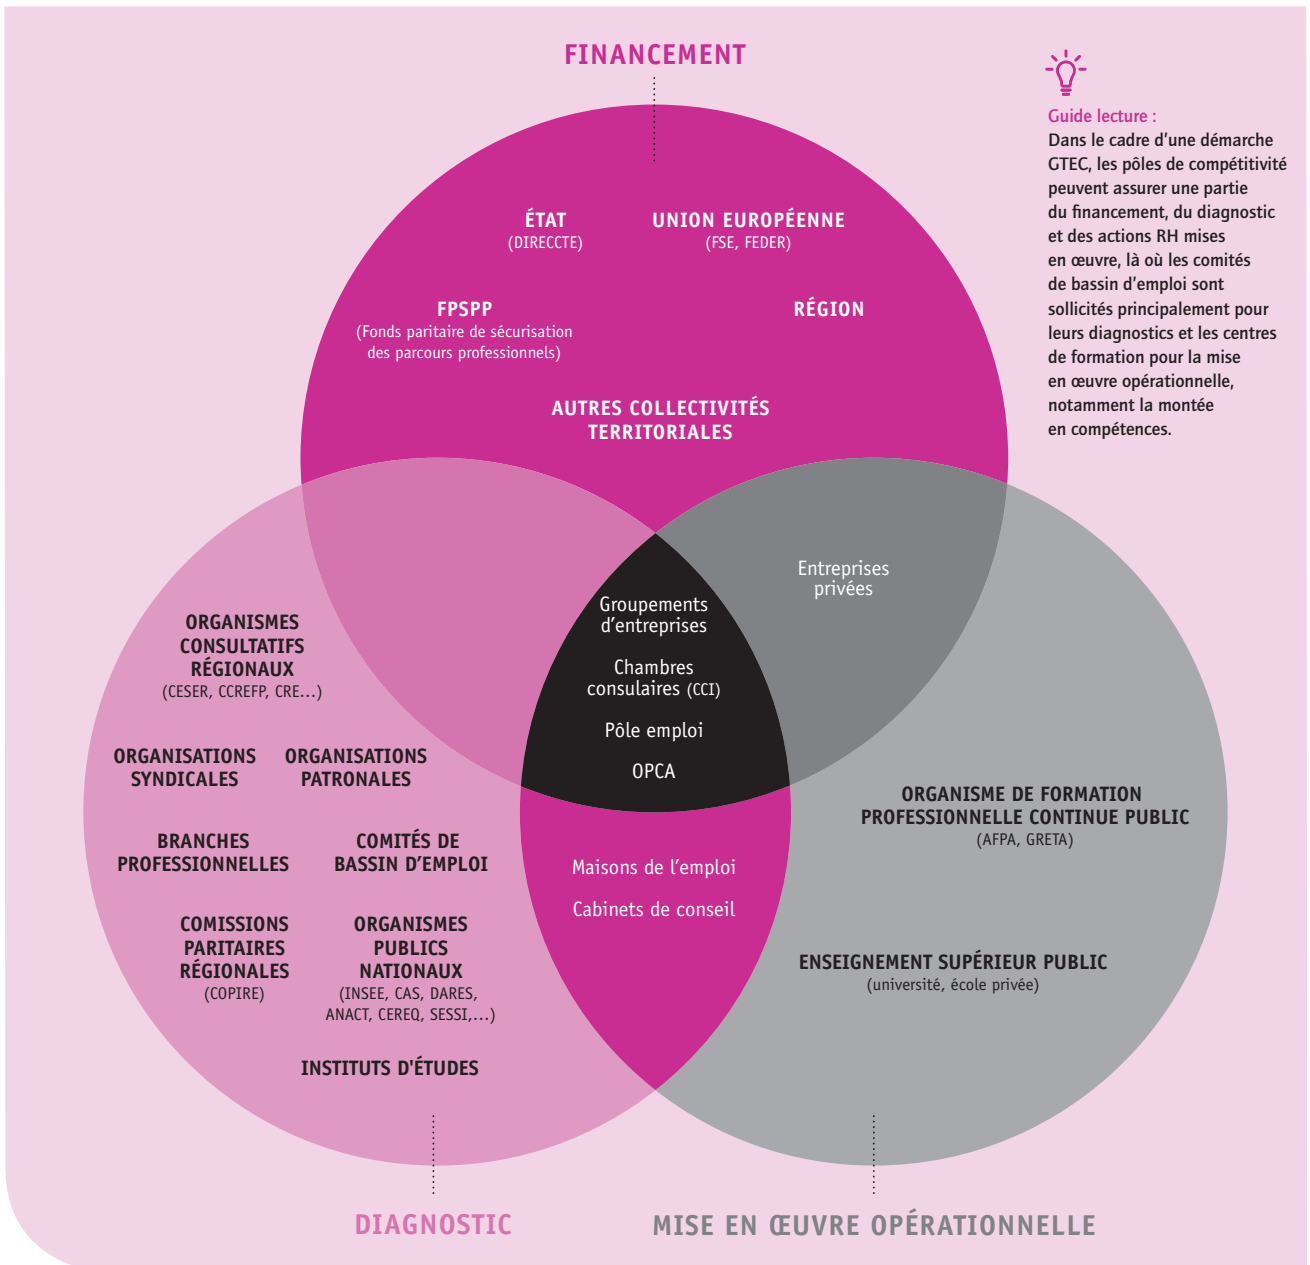 FINANCEMENT
Guide lecture :
Dans le cadre d'une démarche
GTEC, les pôles de compétitivité
peuvent assurer une partie
du financement, du diagnostic
et des actions RH mises
en œuvre, là où les comités
de bassin d'emploi sont
sollicités principalement pour
leurs diagnostics et les centres
de formation pour la mise
en œuvre opérationnelle,
notamment la montée
en compétences.
ÉTAT
(DIRECCTE)
UNION EUROPÉENNE
(FSE, FEDER)
FPSPP
(Fonds paritaire de sécurisation
des parcours professionnels)
RÉGION
AUTRES COLLECTIVITÉS
TERRITORIALES
Entreprises
privées
Groupements
d'entreprises
Chambres
consulaires (CCI)
Pôle emploi
OPCA
ORGANISMES
CONSULTATIFS
RÉGIONAUX
(CESER, CCREFP, CRE...)
ORGANISATIONS
SYNDICALES
ORGANISATIONS
PATRONALES
BRANCHES
PROFESSIONNELLES
COMITÉS DE
BASSIN D'EMPLOI
COMISSIONS
PARITAIRES
RÉGIONALES
(COPIRE)
ORGANISMES
PUBLICS
NATIONAUX
(INSEE, CAS, DARES,
ANACT, CEREQ, SESSI,...)
INSTITUTS D'ÉTUDES
Maisons de l'emploi
Cabinets de conseil
ORGANISME DE FORMATION
PROFESSIONNELLE CONTINUE PUBLIC
(AFPA, GRETA)
ENSEIGNEMENT SUPÉRIEUR PUBLIC
(université, école privée)
DIAGNOSTIC
MISE EN ŒUVRE OPÉRATIONNELLE